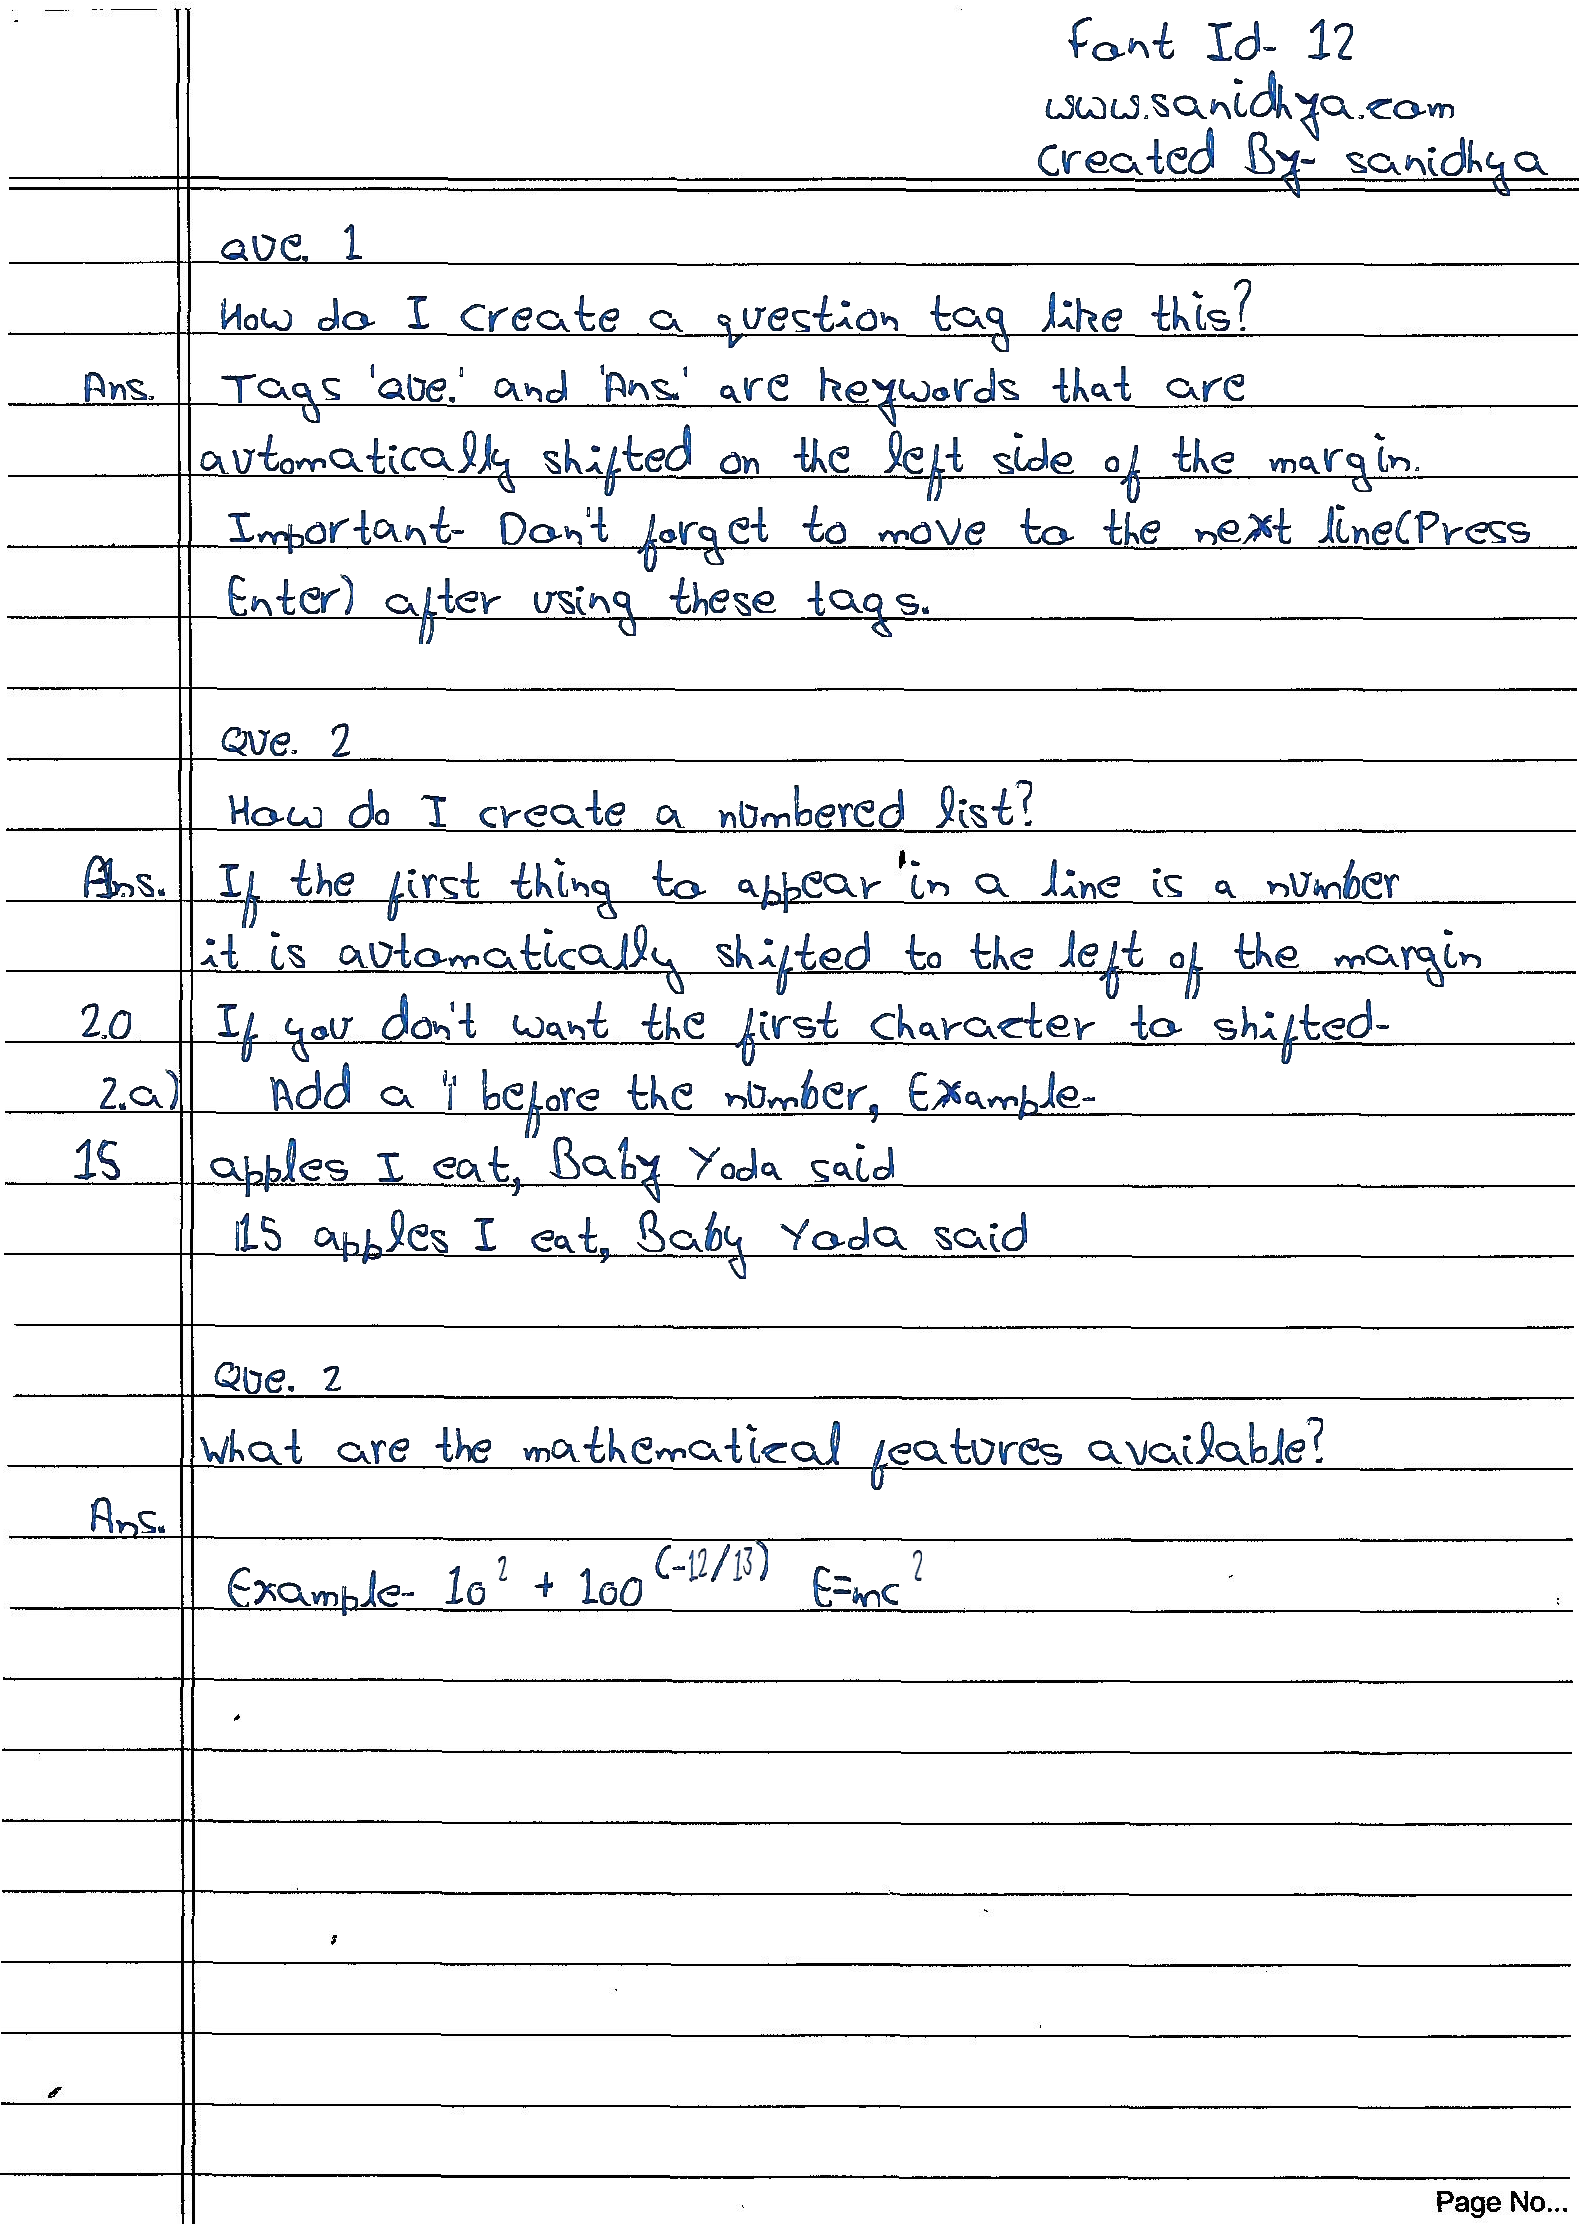 Font Id- 12
www.sanidhya.com
Created By- sanidhya
Que. 1
How do I create a question tag like this?
Ans. Tags 'Que.' and 'Ans.' are keywords that are
automatically shifted on the left side of the margin.
Important- Don't forget to move to the next line(Press
Enter) after using these tags.
Que. 2
How do I create a numbered list?
Ans. If the first thing to appear in a line is a number
it is automatically shifted to the left of the margin
2.0 If you don't want the first character to shifted-
2.a) Add a before the number, Example-
15 apples I eat, Baby Yoda said
15 apples I eat, Baby Yoda said
Que. 2
What are the mathematical features available?
Ans.
Example- 10² + 100^(-12/13) E=mc²
Page No...